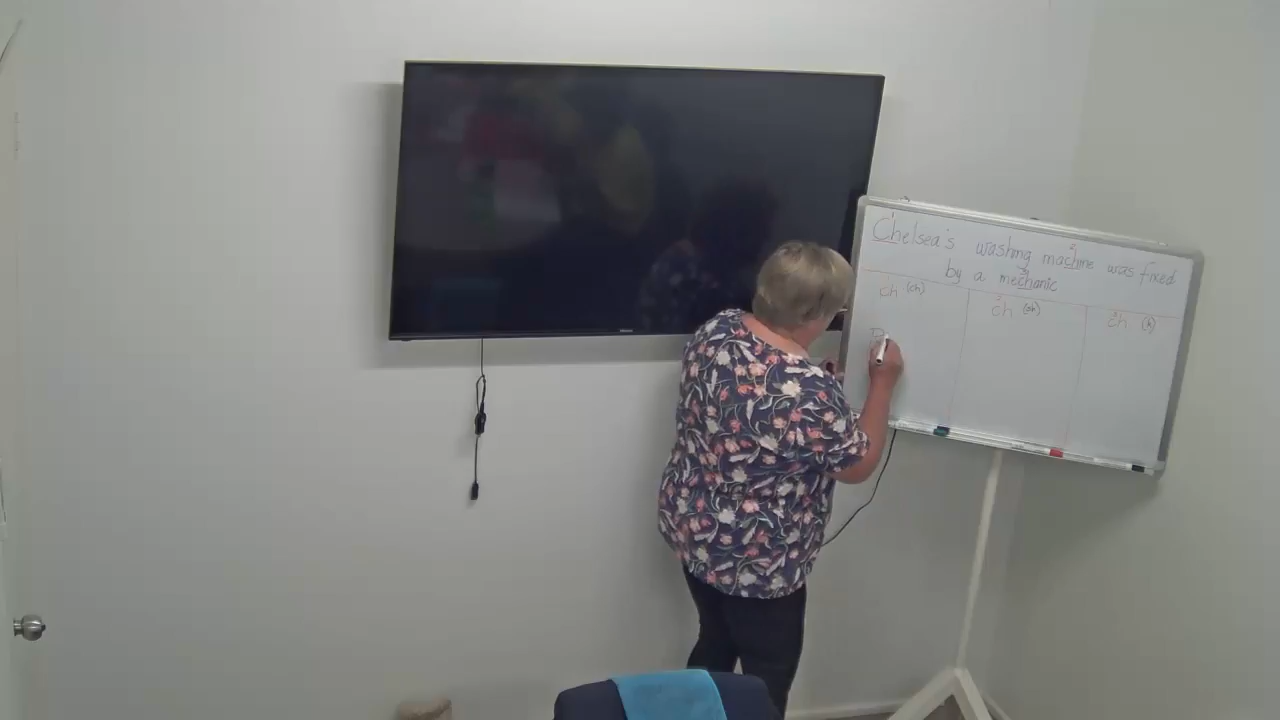 Chelsea's washing machine was fixed
by a mechanic
ch (ch) ch (sh) ch (k)